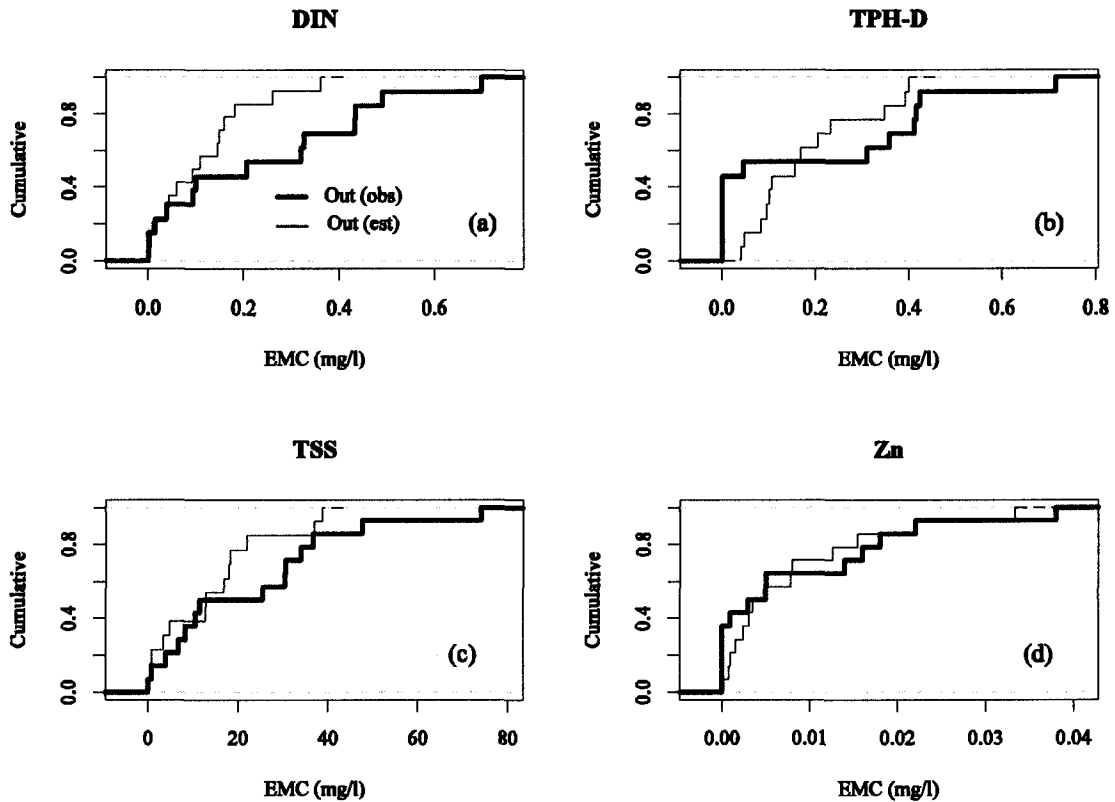 DIN
Cumulative
0.0 0.4 0.8
Out (obs)
Out (est)
(a)
0.0 0.2 0.4 0.6
EMC (mg/l)
TPH-D
Cumulative
0.0 0.4 0.8
(b)
0.0 0.2 0.4 0.6 0.8
EMC (mg/l)
TSS
Cumulative
0.0 0.4 0.8
(c)
0 20 40 60 80
EMC (mg/l)
Zn
Cumulative
0.0 0.4 0.8
(d)
0.00 0.01 0.02 0.03 0.04
EMC (mg/l)